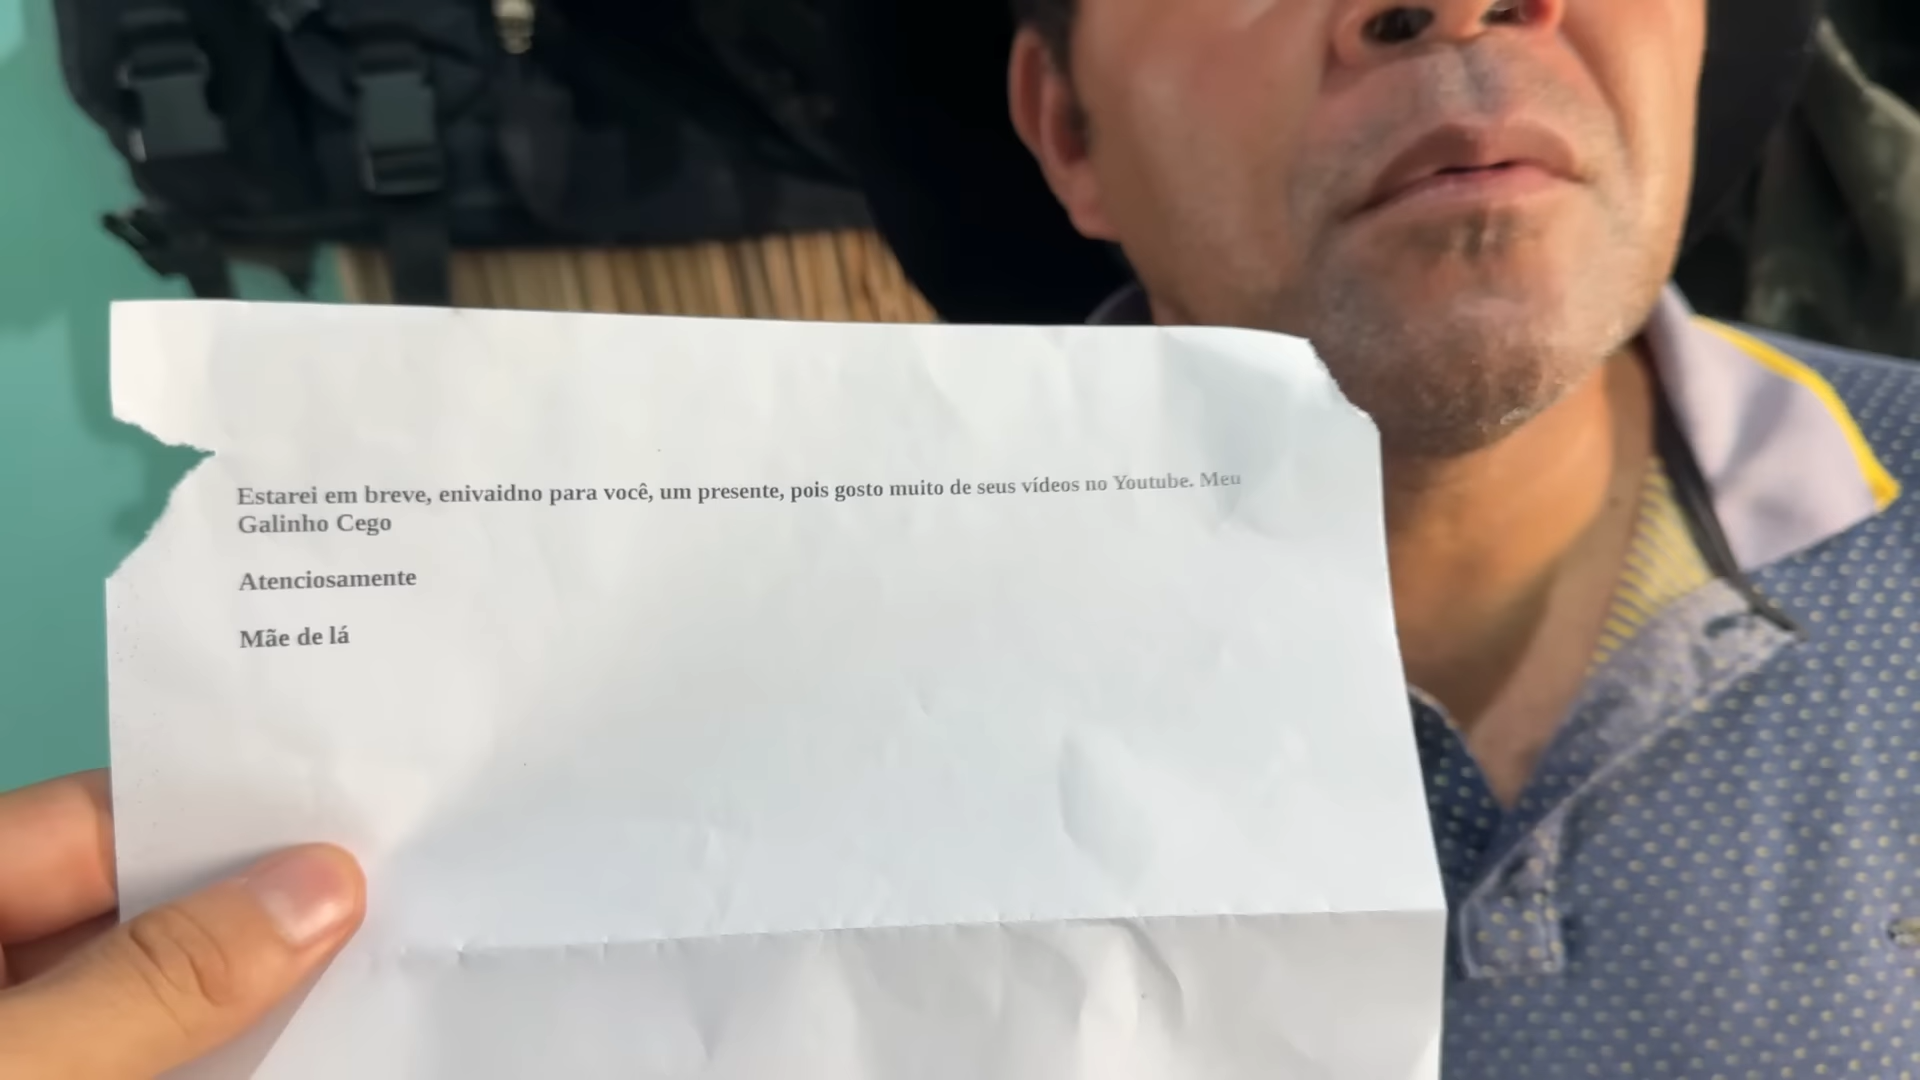 Estarei em breve, enivaidno para você, um presente, pois gosto muito de seus vídeos no Youtube. Meu
Galinho Cego
Atenciosamente
Mãe de lá